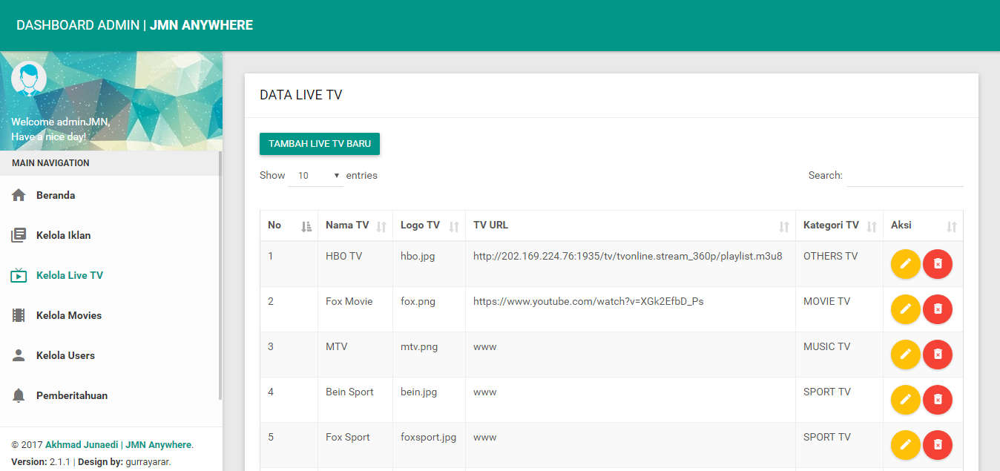 DASHBOARD ADMIN | JMN ANYWHERE
Welcome adminJMN,
Have a nice day!
MAIN NAVIGATION
Beranda
Kelola Iklan
Kelola Live TV
Kelola Movies
Kelola Users
Pemberitahuan
© 2017 Akhmad Junaedi | JMN Anywhere.
Version: 2.1.1 | Design by: gurrayarar.
DATA LIVE TV
TAMBAH LIVE TV BARU
Show 10 entries Search:
No Nama TV Logo TV TV URL Kategori TV Aksi
1 HBO TV hbo.jpg http://202.169.224.76:1935/tv/tvonline.stream_360p/playlist.m3u8 OTHERS TV
2 Fox Movie fox.png https://www.youtube.com/watch?v=XGk2EfbD_Ps MOVIE TV
3 MTV mtv.png www MUSIC TV
4 Bein Sport bein.jpg www SPORT TV
5 Fox Sport foxsport.jpg www SPORT TV